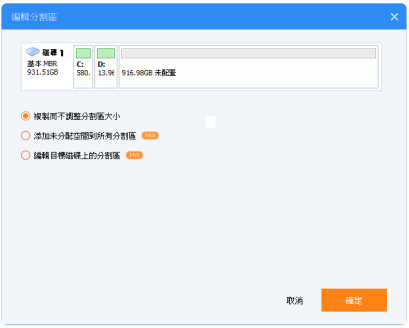 編輯分割區
磁碟 1
基本 MBR
931.51GB
C:
580.
D:
13.96
916.98GB 未配置
複製而不調整分割區大小
添加未分配空間到所有分割區 PRO
編輯目標磁碟上的分割區 PRO
取消
確定